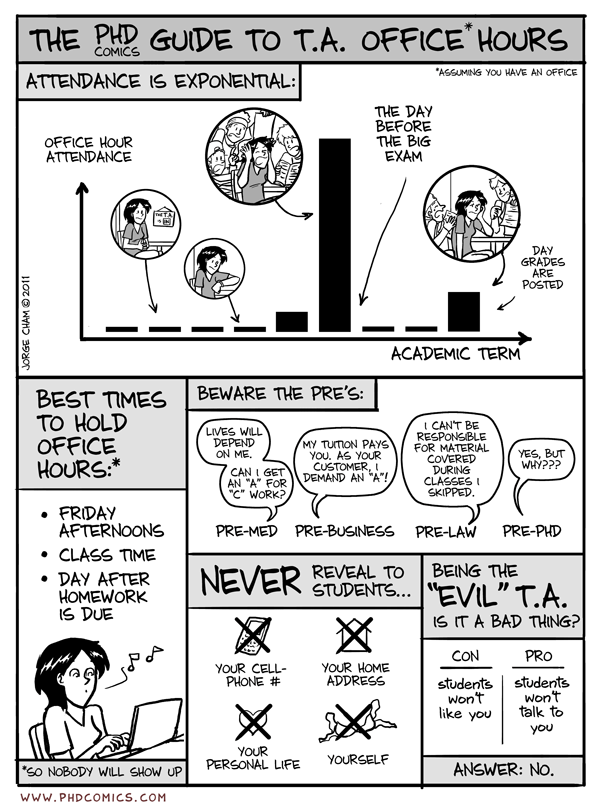 THE PHD COMICS GUIDE TO T.A. OFFICE* HOURS
ATTENDANCE IS EXPONENTIAL:
*ASSUMING YOU HAVE AN OFFICE
OFFICE HOUR
ATTENDANCE
THE DAY
BEFORE
THE BIG
EXAM
THE T.A.
IS
IN
DAY
GRADES
ARE
POSTED
ACADEMIC TERM
JORGE CHAM © 2011
BEST TIMES
TO HOLD
OFFICE
HOURS:*
• FRIDAY
AFTERNOONS
• CLASS TIME
• DAY AFTER
HOMEWORK
IS DUE
*SO NOBODY WILL SHOW UP
BEWARE THE PRE'S:
LIVES WILL
DEPEND
ON ME.
CAN I GET
AN "A" FOR
"C" WORK?
PRE-MED
MY TUITION PAYS
YOU. AS YOUR
CUSTOMER, I
DEMAND AN "A"!
PRE-BUSINESS
I CAN'T BE
RESPONSIBLE
FOR MATERIAL
COVERED
DURING
CLASSES I
SKIPPED.
PRE-LAW
YES, BUT
WHY???
PRE-PHD
NEVER REVEAL TO
STUDENTS...
YOUR CELL-
PHONE #
YOUR HOME
ADDRESS
YOUR
PERSONAL LIFE
YOURSELF
BEING THE
"EVIL" T.A.
IS IT A BAD THING?
CON
students
won't
like you
PRO
students
won't
talk to
you
ANSWER: NO.
WWW.PHDCOMICS.COM